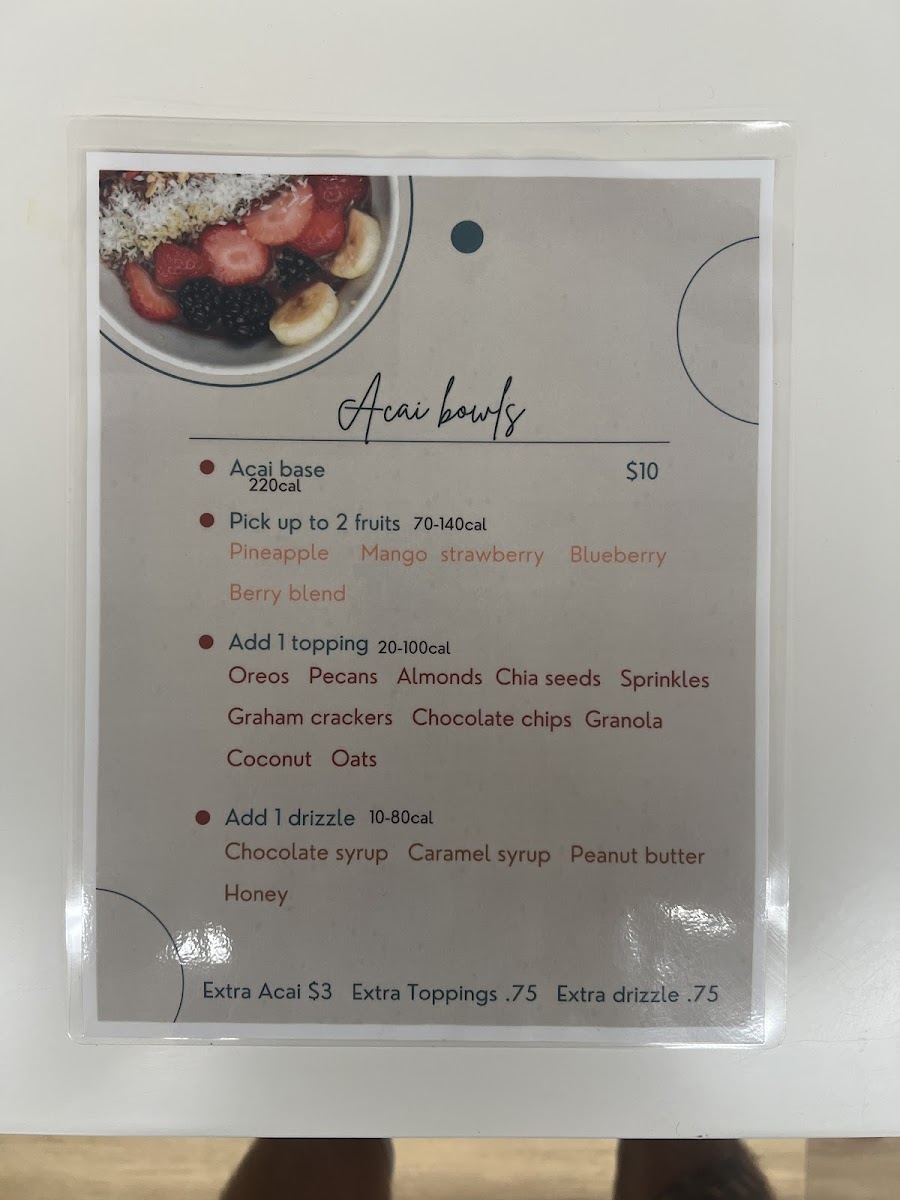 Acai bowls
Acai base $10
220cal
Pick up to 2 fruits 70-140cal
Pineapple Mango strawberry Blueberry
Berry blend
Add 1 topping 20-100cal
Oreos Pecans Almonds Chia seeds Sprinkles
Graham crackers Chocolate chips Granola
Coconut Oats
Add 1 drizzle 10-80cal
Chocolate syrup Caramel syrup Peanut butter
Honey
Extra Acai $3 Extra Toppings .75 Extra drizzle .75